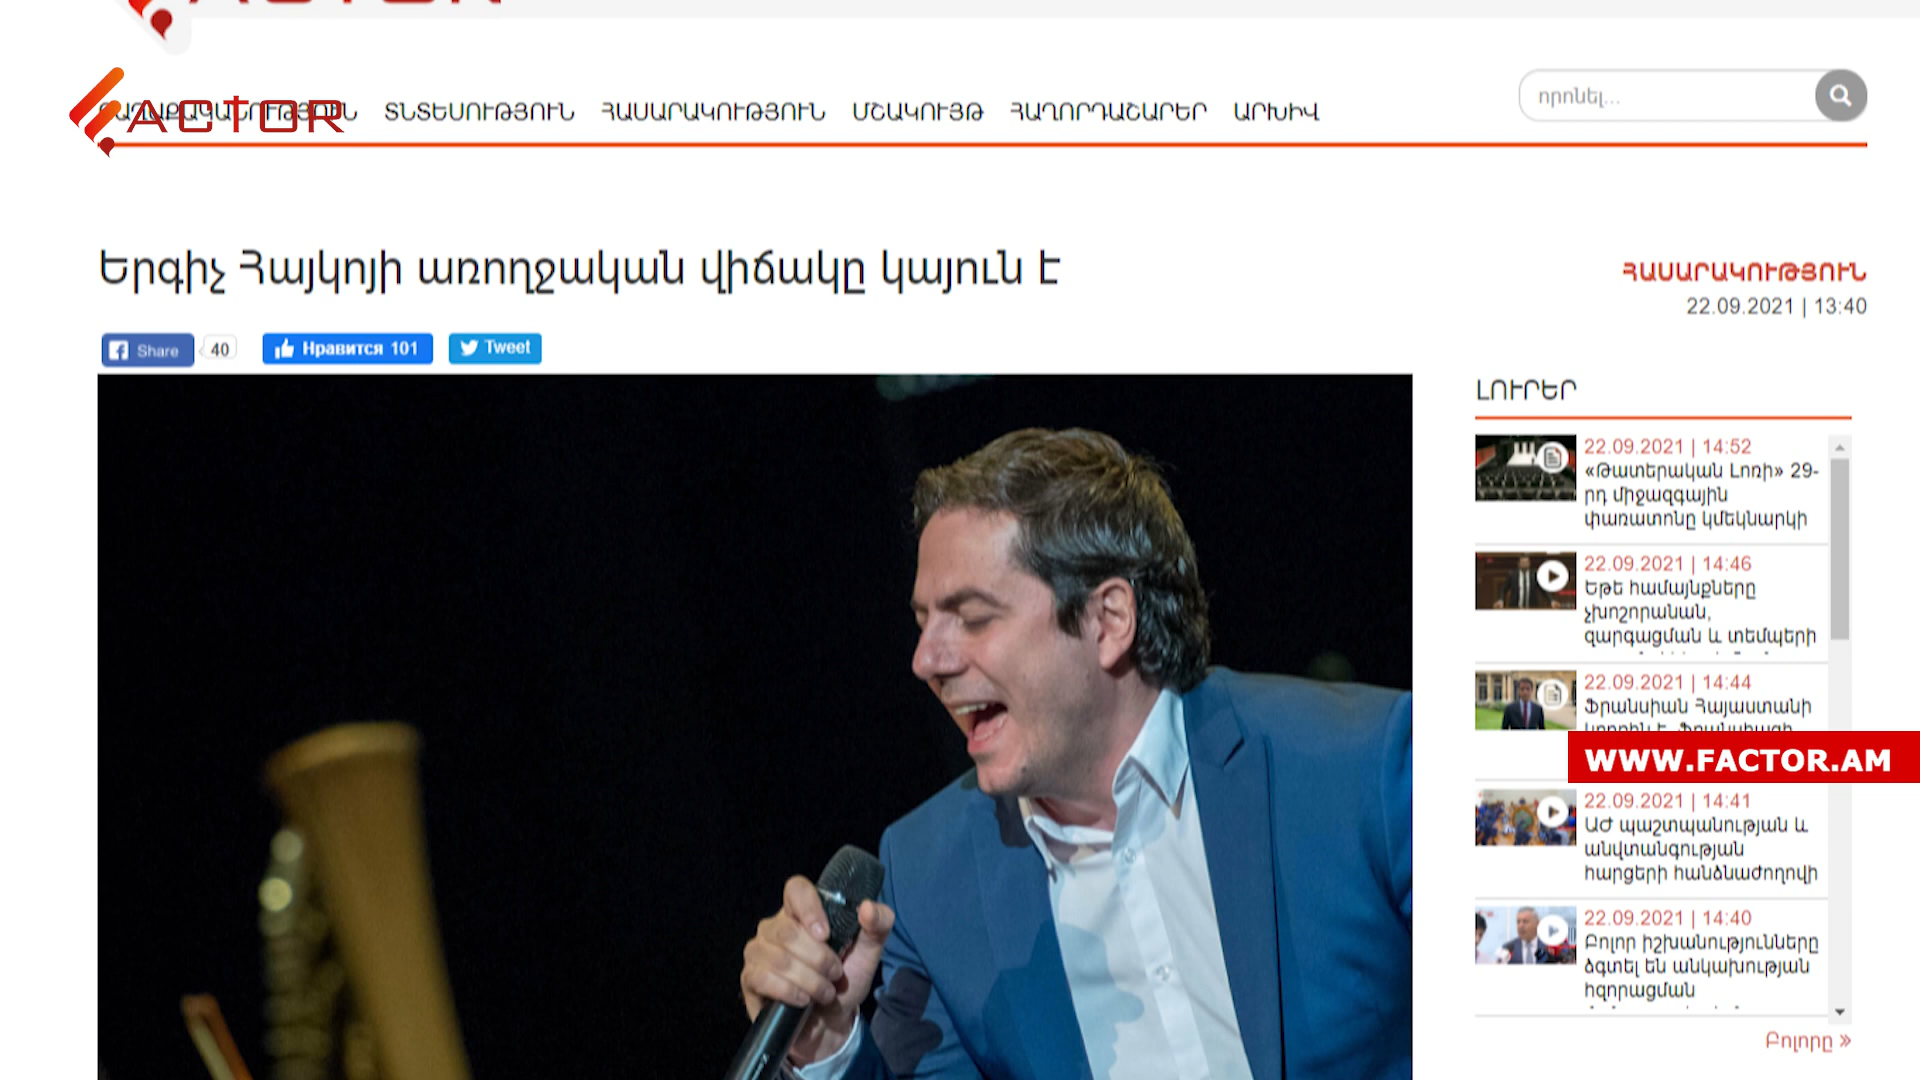 ACTOR
ՏՆՏԵՍՈՒԹՅՈՒՆ ՀԱՍԱՐԱԿՈՒԹՅՈՒՆ ՄՇԱԿՈՒՅԹ ՀԱՂՈՐԴԱՇԱՐԵՐ ԱՐԽԻՎ
որոնել...
Երգիչ Հայկոյի առողջական վիճակը կայուն է
ՀԱՍԱՐԱԿՈՒԹՅՈՒՆ
22.09.2021 | 13:40
Share 40 Нравится 101 Tweet
ԼՈՒՐԵՐ
22.09.2021 | 14:52
«Թատերական Լոռի» 29-
րդ միջազգային
փառատոնը կմեկնարկի
22.09.2021 | 14:46
Եթե համայնքները
չխոշորանան,
զարգացման և տեմպերի
22.09.2021 | 14:44
Ֆրանսիան Հայաստանի
WWW.FACTOR.AM
22.09.2021 | 14:41
ԱԺ պաշտպանության և
անվտանգության
հարցերի հանձնաժողովի
22.09.2021 | 14:40
Բոլոր իշխանությունները
ձգտել են անկախության
հզորացման
Բոլորը »